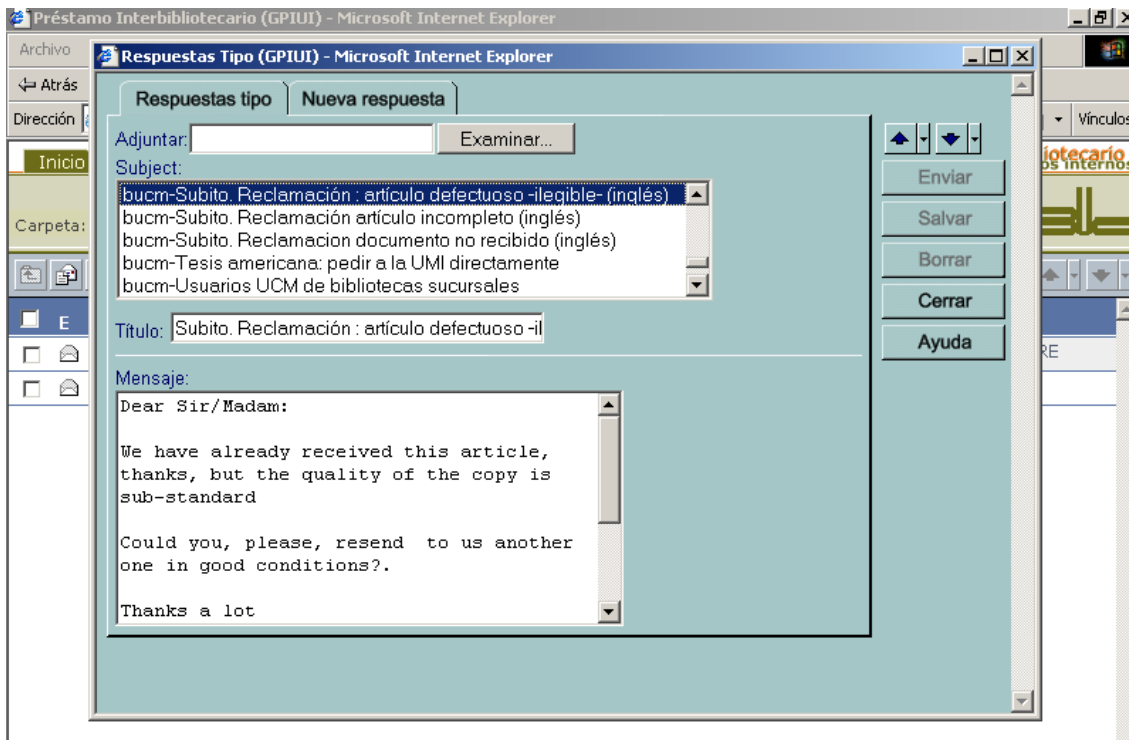 Préstamo Interbibliotecario (GPIUI) - Microsoft Internet Explorer
Archivo
Respuestas Tipo (GPIUI) - Microsoft Internet Explorer
Atrás
Respuestas tipo Nueva respuesta
Dirección
Vínculos
Adjuntar: Examinar...
Inicio
Subject:
Enviar
bucm-Subito. Reclamación : artículo defectuoso -ilegible- (inglés)
bucm-Subito. Reclamación artículo incompleto (inglés)
Salvar
Carpeta:
bucm-Subito. Reclamacion documento no recibido (inglés)
bucm-Tesis americana: pedir a la UMI directamente
Borrar
bucm-Usuarios UCM de bibliotecas sucursales
Cerrar
E
Título: Subito. Reclamación : artículo defectuoso -il
Ayuda
Mensaje:
Dear Sir/Madam:
We have already received this article,
thanks, but the quality of the copy is
sub-standard
Could you, please, resend  to us another
one in good conditions?.
Thanks a lot